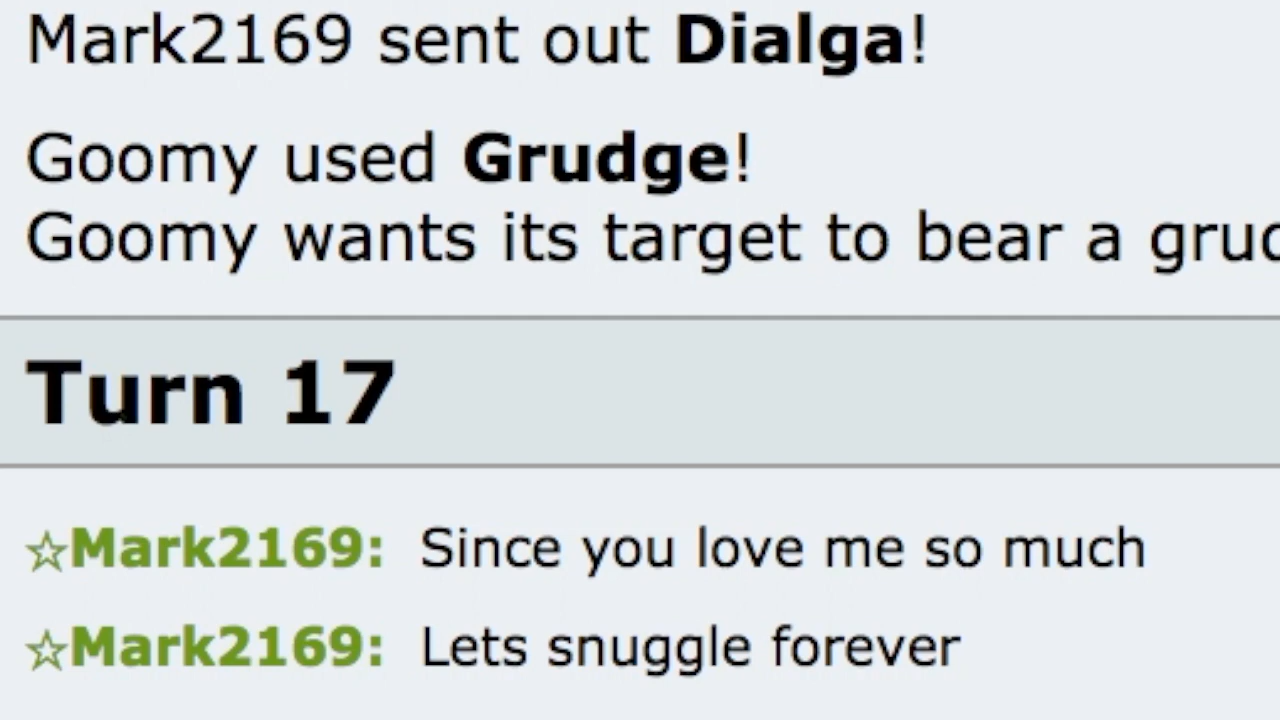 Mark2169 sent out Dialga!
Goomy used Grudge!
Goomy wants its target to bear a
Turn 17
☆Mark2169: Since you love me so much
☆Mark2169: Lets snuggle forever